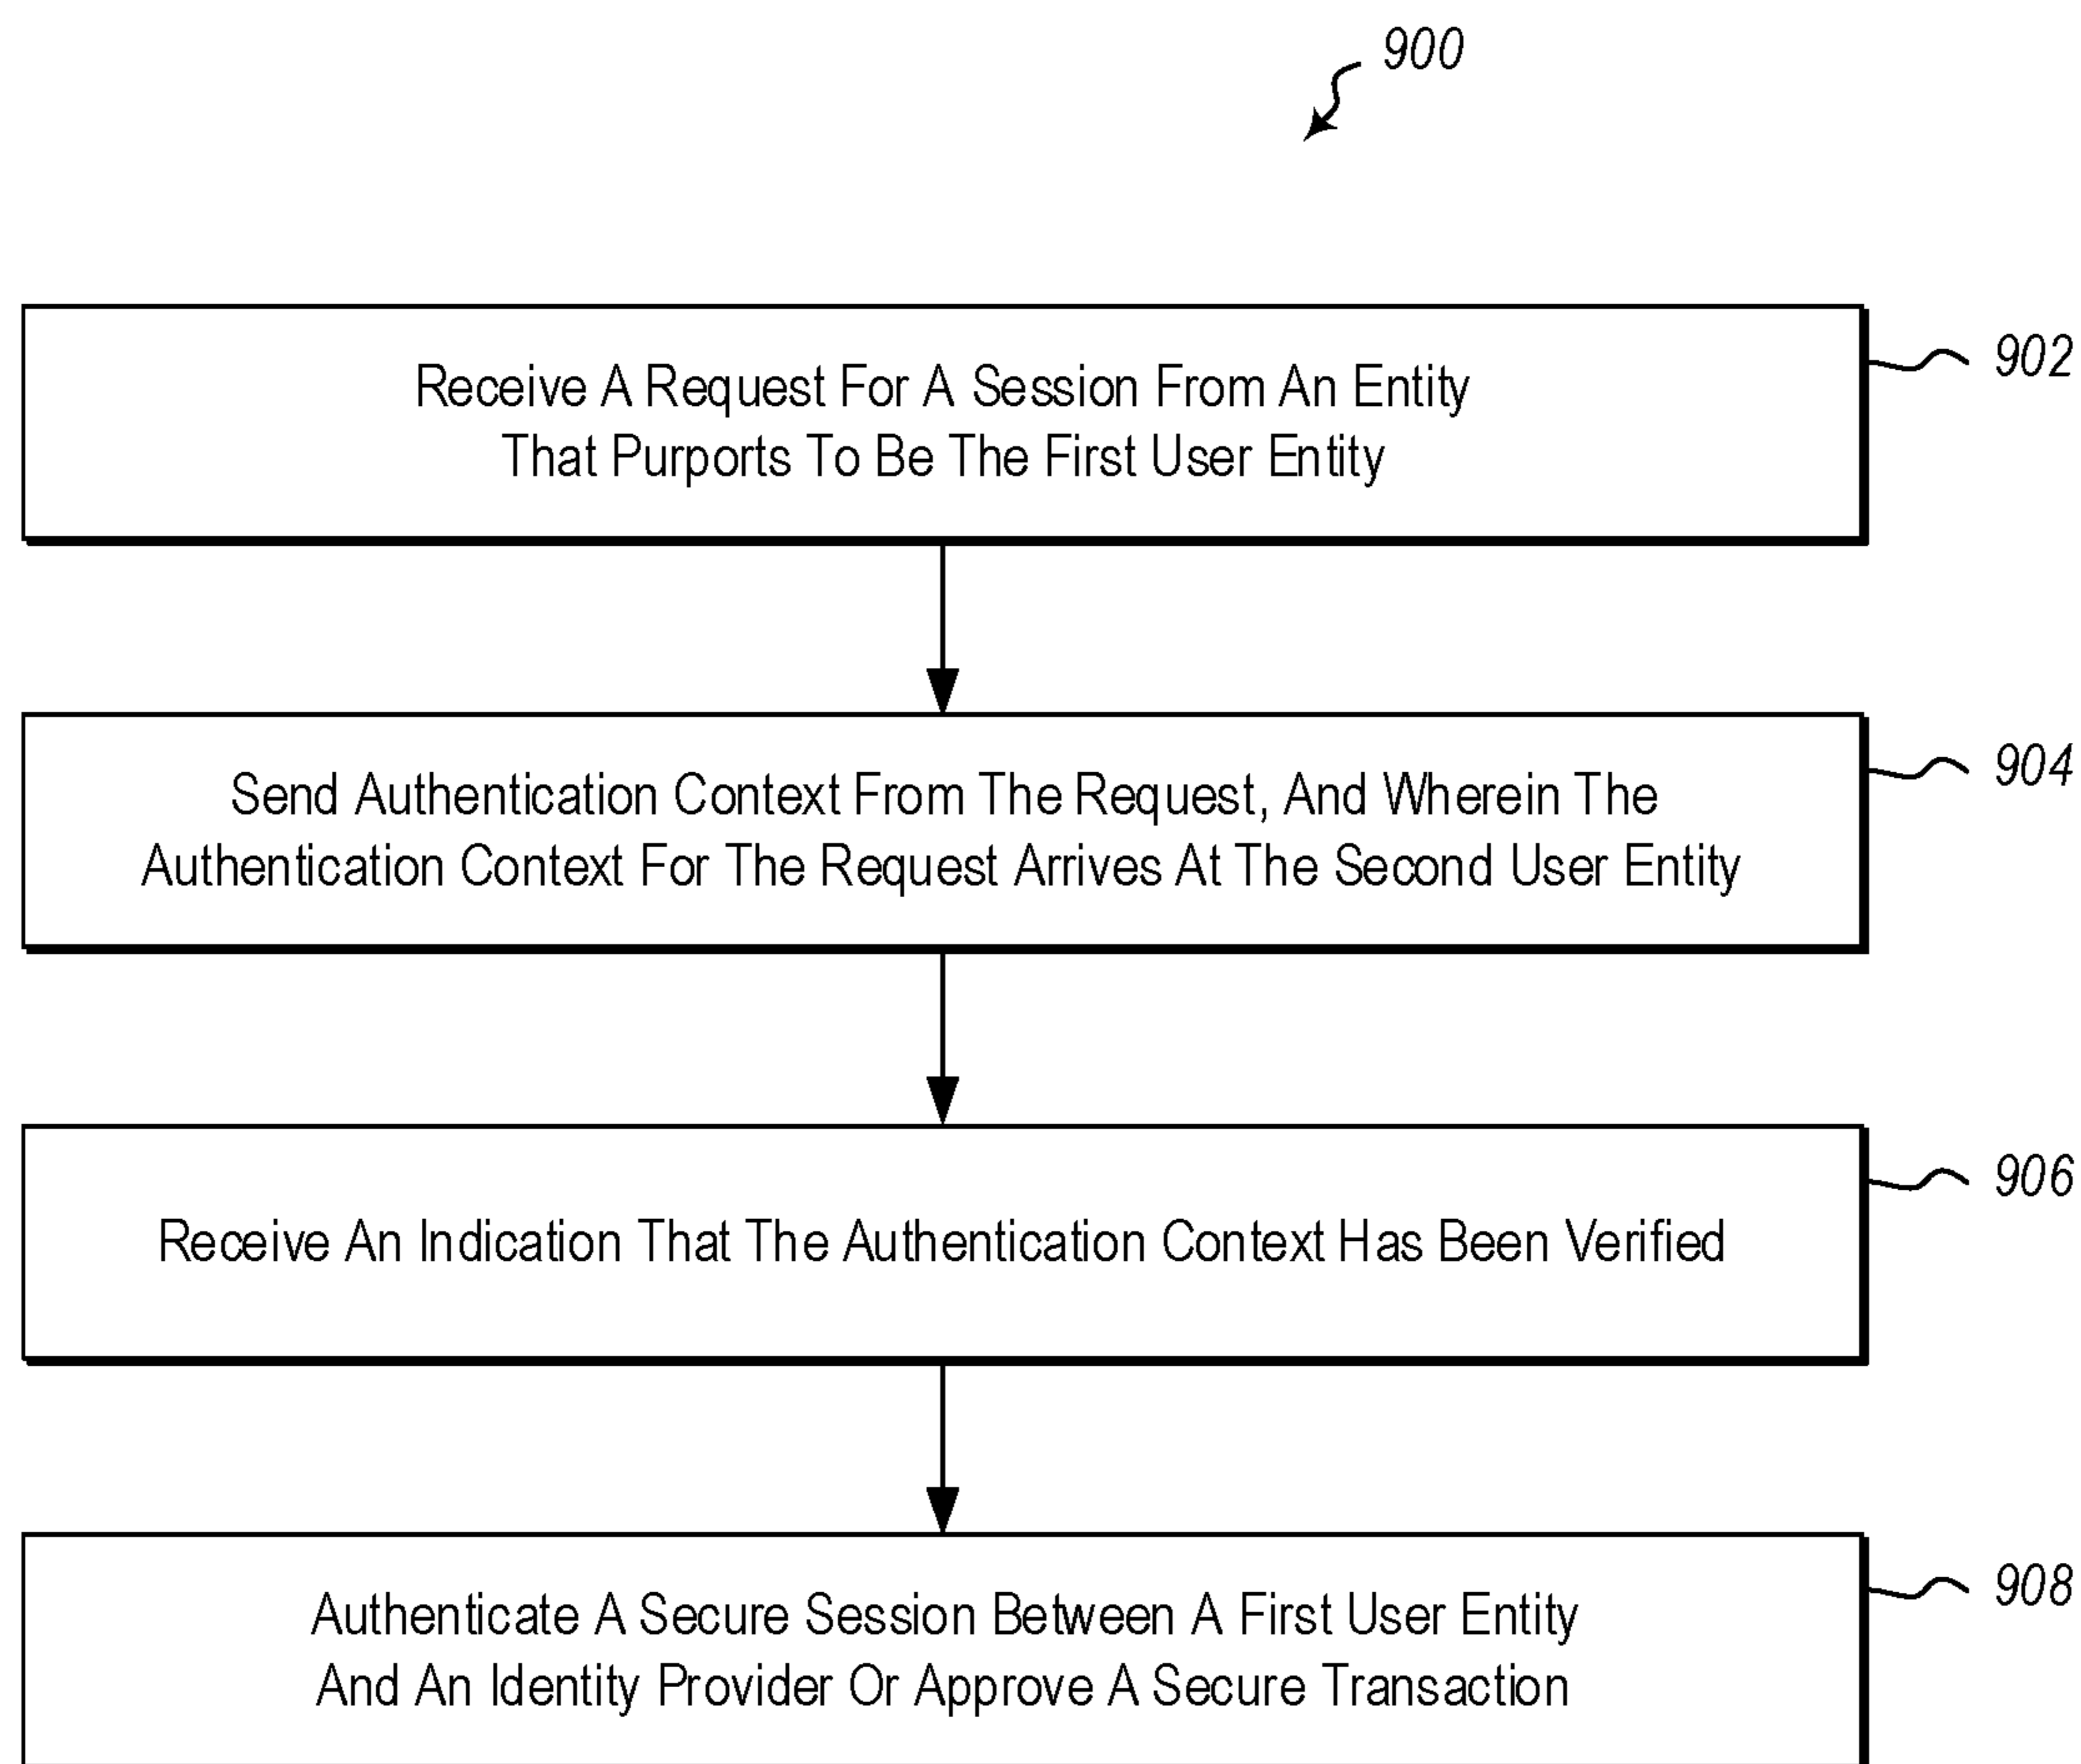 900
Receive A Request For A Session From An Entity
That Purports To Be The First User Entity
902
Send Authentication Context From The Request, And Wherein The
Authentication Context For The Request Arrives At The Second User Entity
904
Receive An Indication That The Authentication Context Has Been Verified
906
Authenticate A Secure Session Between A First User Entity
And An Identity Provider Or Approve A Secure Transaction
908